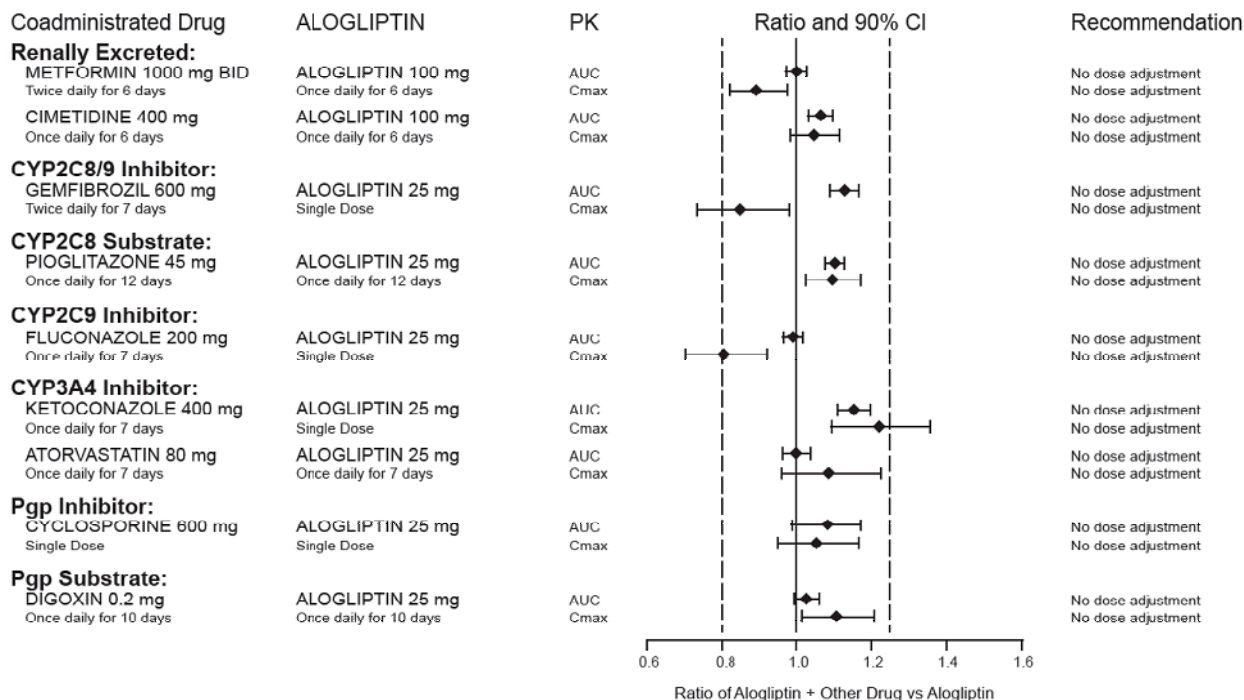 Coadministrated Drug ALOGLIPTIN PK Ratio and 90% CI Recommendation
Renally Excreted:
METFORMIN 1000 mg BID ALOGLIPTIN 100 mg AUC No dose adjustment
Twice daily for 6 days Once daily for 6 days Cmax No dose adjustment
CIMETIDINE 400 mg ALOGLIPTIN 100 mg AUC No dose adjustment
Once daily for 6 days Once daily for 6 days Cmax No dose adjustment
CYP2C8/9 Inhibitor:
GEMFIBROZIL 600 mg ALOGLIPTIN 25 mg AUC No dose adjustment
Twice daily for 7 days Single Dose Cmax No dose adjustment
CYP2C8 Substrate:
PIOGLITAZONE 45 mg ALOGLIPTIN 25 mg AUC No dose adjustment
Once daily for 12 days Once daily for 12 days Cmax No dose adjustment
CYP2C9 Inhibitor:
FLUCONAZOLE 200 mg ALOGLIPTIN 25 mg AUC No dose adjustment
Once daily for 7 days Single Dose Cmax No dose adjustment
CYP3A4 Inhibitor:
KETOCONAZOLE 400 mg ALOGLIPTIN 25 mg AUC No dose adjustment
Once daily for 7 days Single Dose Cmax No dose adjustment
ATORVASTATIN 80 mg ALOGLIPTIN 25 mg AUC No dose adjustment
Once daily for 7 days Once daily for 7 days Cmax No dose adjustment
Pgp Inhibitor:
CYCLOSPORINE 600 mg ALOGLIPTIN 25 mg AUC No dose adjustment
Single Dose Single Dose Cmax No dose adjustment
Pgp Substrate:
DIGOXIN 0.2 mg ALOGLIPTIN 25 mg AUC No dose adjustment
Once daily for 10 days Once daily for 10 days Cmax No dose adjustment
0.6 0.8 1.0 1.2 1.4 1.6
Ratio of Alogliptin + Other Drug vs Alogliptin